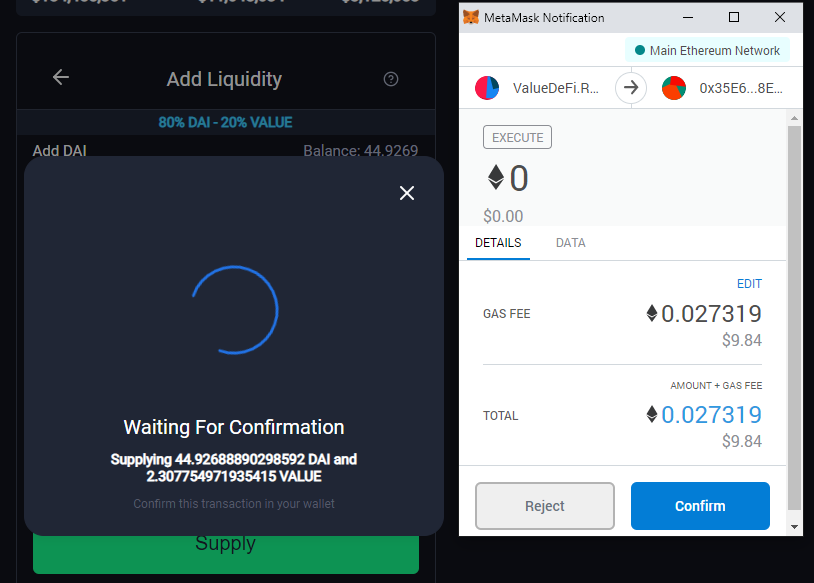 Add Liquidity
80% DAI - 20% VALUE
Add DAI
Balance: 44.9269
Waiting For Confirmation
Supplying 44.92688890298592 DAI and
2.307754971935415 VALUE
Confirm this transaction in your wallet
Supply
MetaMask Notification
Main Ethereum Network
ValueDeFi.R...
0x35E6...8E...
EXECUTE
0
$0.00
DETAILS
DATA
EDIT
GAS FEE
0.027319
$9.84
AMOUNT + GAS FEE
TOTAL
0.027319
$9.84
Reject
Confirm